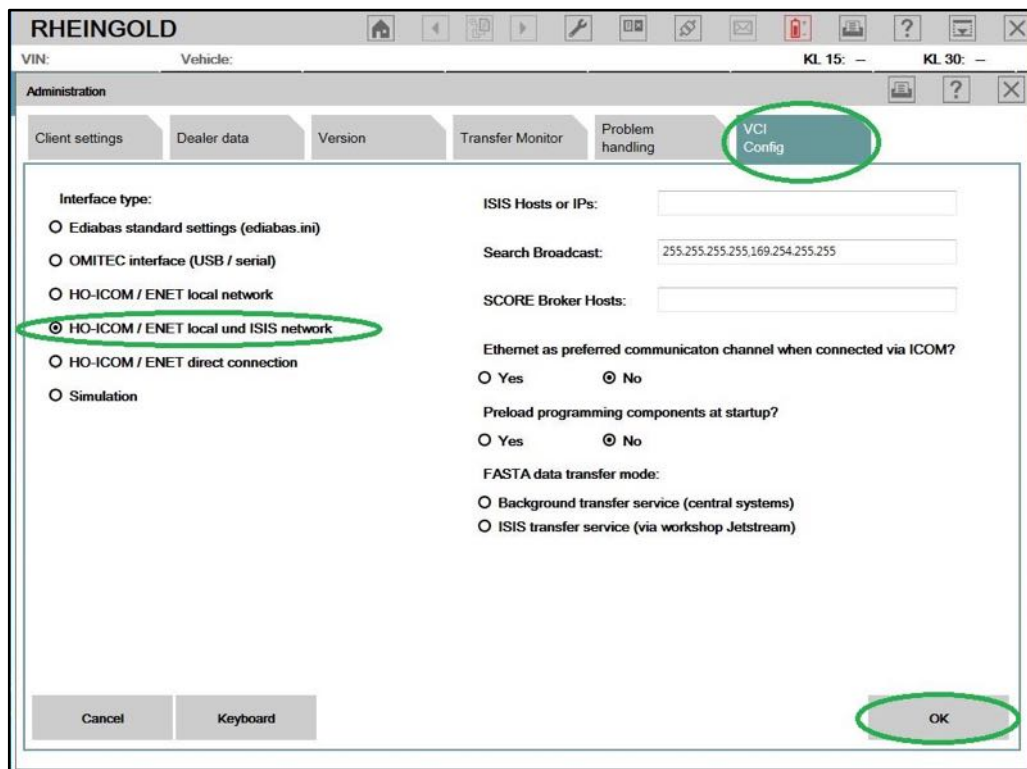 RHEINGOLD
VIN: Vehicle: KL 15: -- KL 30: --
Administration
Client settings
Dealer data
Version
Transfer Monitor
Problem
handling
VCI
Config
Interface type:
Ediabas standard settings (ediabas.ini)
OMITEC interface (USB / serial)
HO-ICOM / ENET local network
HO-ICOM / ENET local und ISIS network
HO-ICOM / ENET direct connection
Simulation
ISIS Hosts or IPs:
Search Broadcast: 255.255.255.255,169.254.255.255
SCORE Broker Hosts:
Ethernet as preferred communicaton channel when connected via ICOM?
Yes No
Preload programming components at startup?
Yes No
FASTA data transfer mode:
Background transfer service (central systems)
ISIS transfer service (via workshop Jetstream)
Cancel Keyboard OK